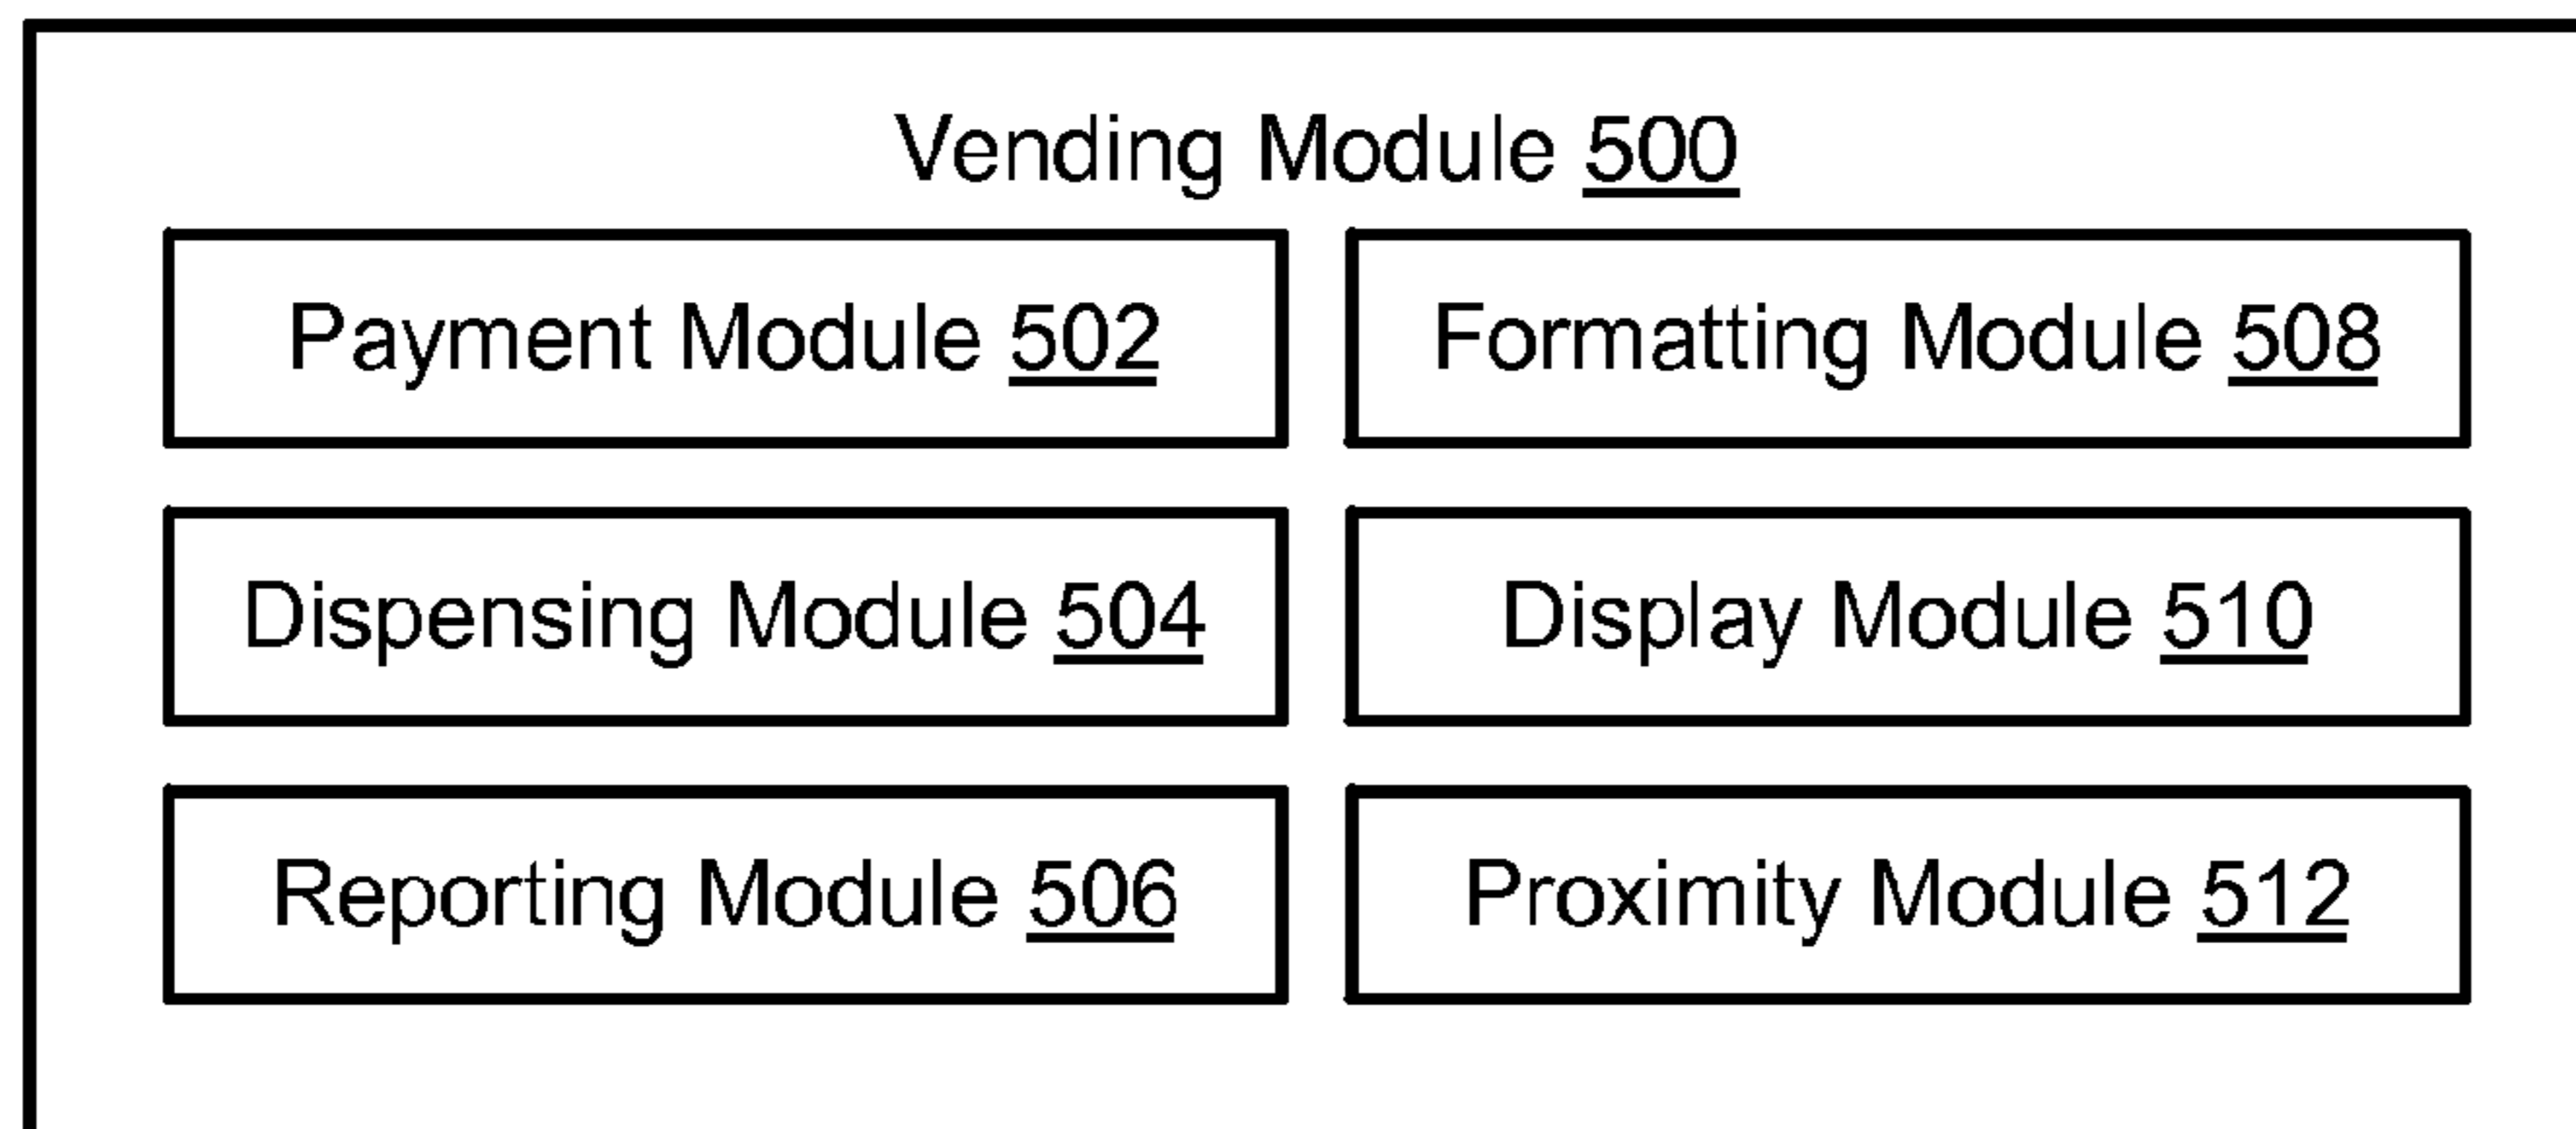 Vending Module 500
Payment Module 502
Formatting Module 508
Dispensing Module 504
Display Module 510
Reporting Module 506
Proximity Module 512